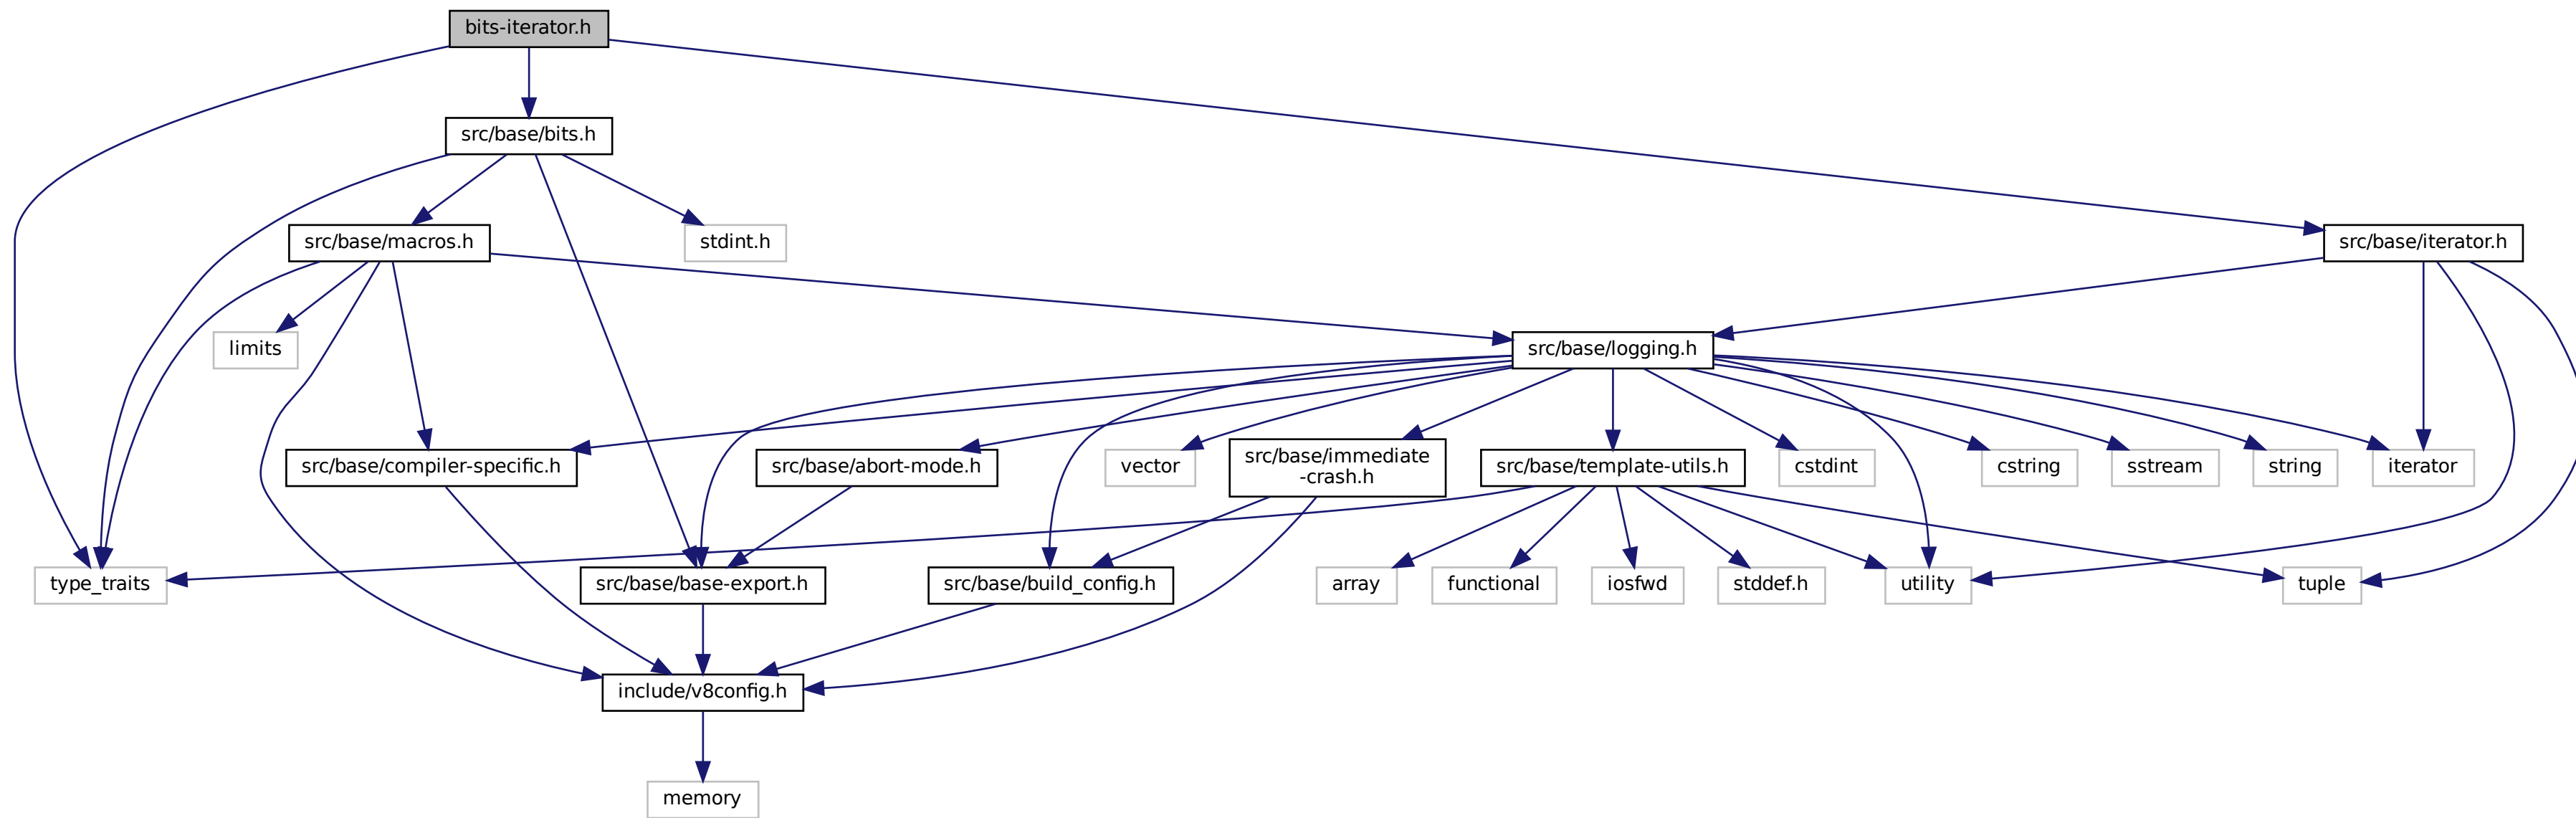 bits-iterator.h
src/base/bits.h
src/base/macros.h
stdint.h
src/base/iterator.h
limits
src/base/logging.h
src/base/compiler-specific.h
src/base/abort-mode.h
vector
src/base/immediate
-crash.h
src/base/template-utils.h
cstdint
cstring
sstream
string
iterator
type_traits
src/base/base-export.h
src/base/build_config.h
array
functional
iosfwd
stddef.h
utility
tuple
include/v8config.h
memory